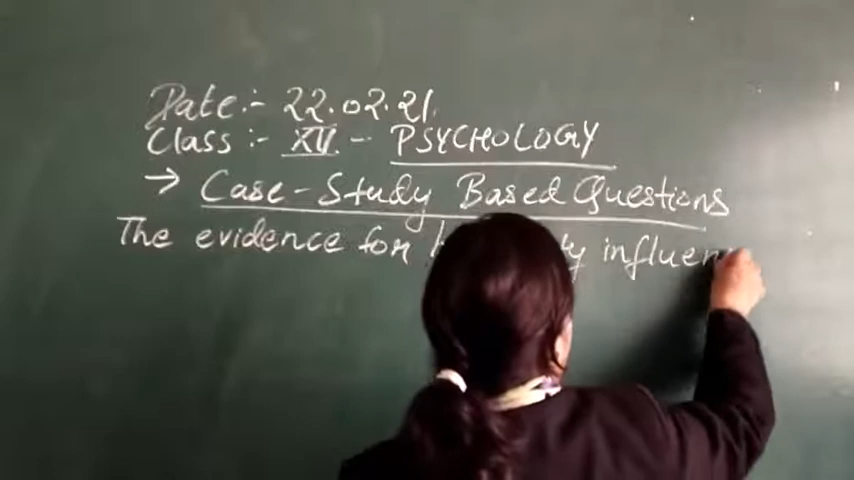 Date:- 22.02.21.
Class:- XII - PSYCHOLOGY
→ Case-Study Based Questions
The evidence for influen